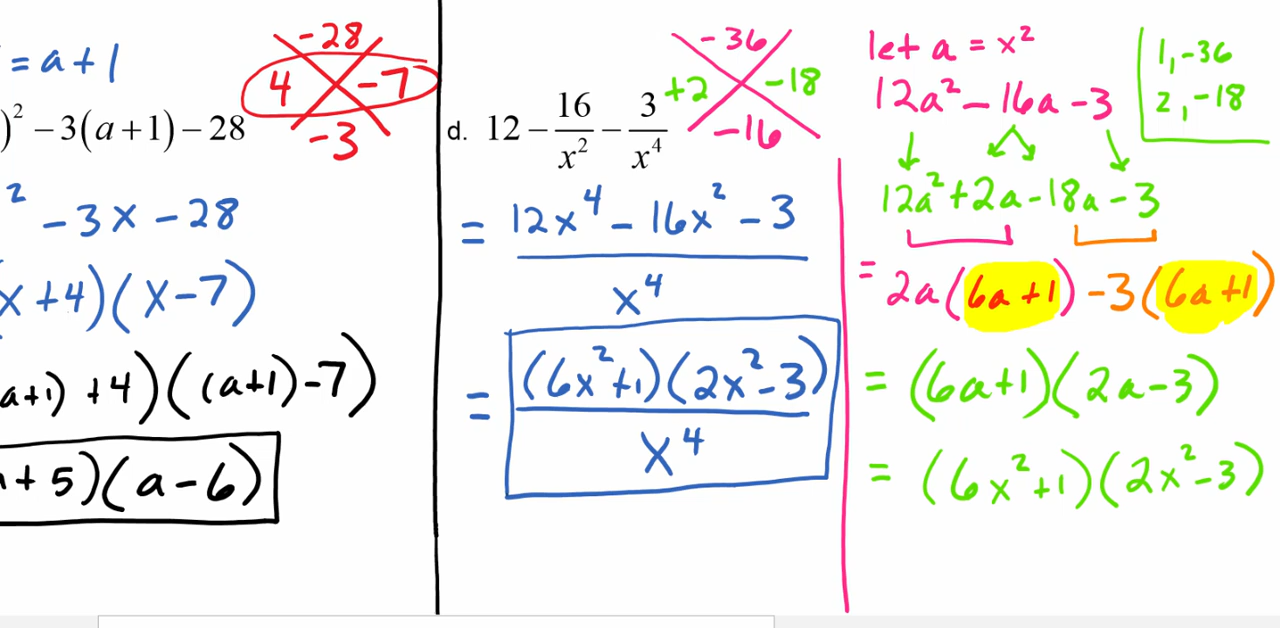 = a + 1
-28
4 -7
-3
)² − 3(a + 1) − 28
² - 3x - 28
x + 4)(x - 7)
a+1) + 4)((a+1) - 7)
+ 5)(a - 6)
-36
+2 -18
-16
d. 12 − 16/x² − 3/x⁴
= (12x⁴ - 16x² - 3)/x⁴
= ((6x²+1)(2x²-3))/x⁴
let a = x²
12a² - 16a - 3
1, -36
2, -18
12a² + 2a - 18a - 3
= 2a(6a + 1) - 3(6a + 1)
= (6a+1)(2a-3)
= (6x²+1)(2x²-3)